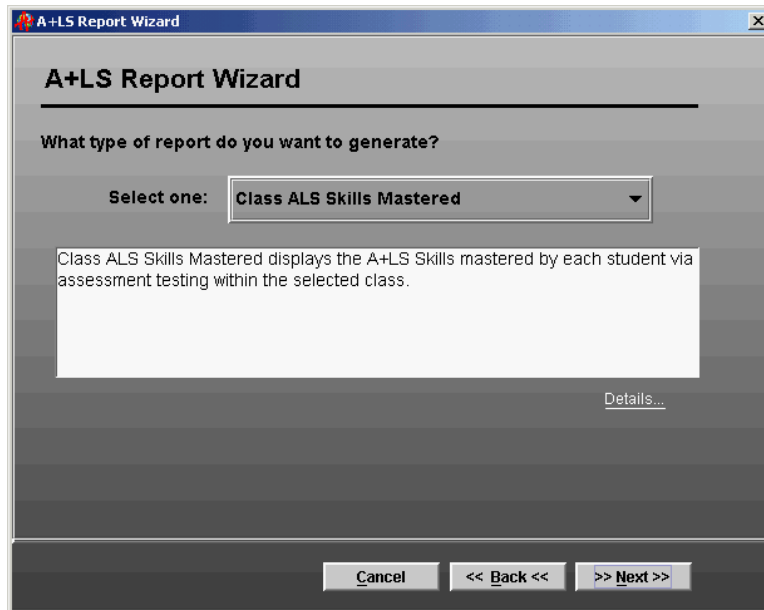 A+LS Report Wizard
A+LS Report Wizard
What type of report do you want to generate?
Select one: Class ALS Skills Mastered
Class ALS Skills Mastered displays the A+LS Skills mastered by each student via
assessment testing within the selected class.
Details...
Cancel << Back << >> Next >>